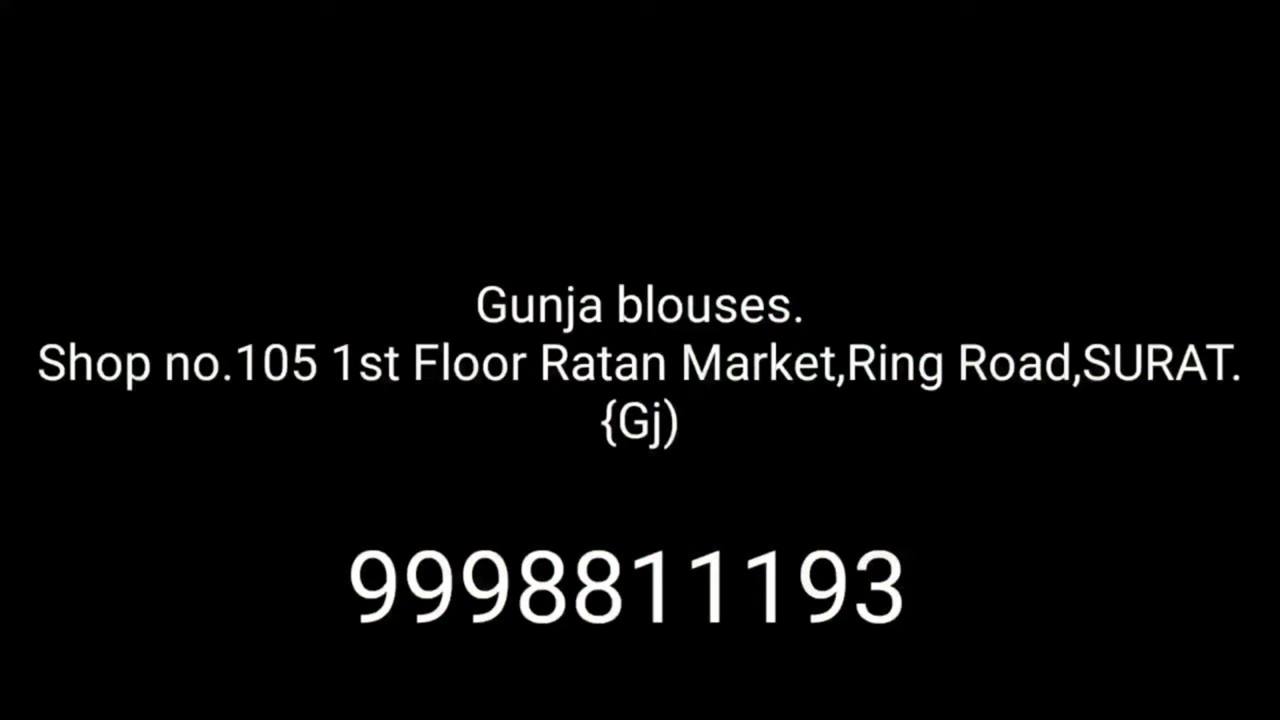 Gunja blouses.
Shop no.105 1st Floor Ratan Market,Ring Road,SURAT.
{Gj)
9998811193